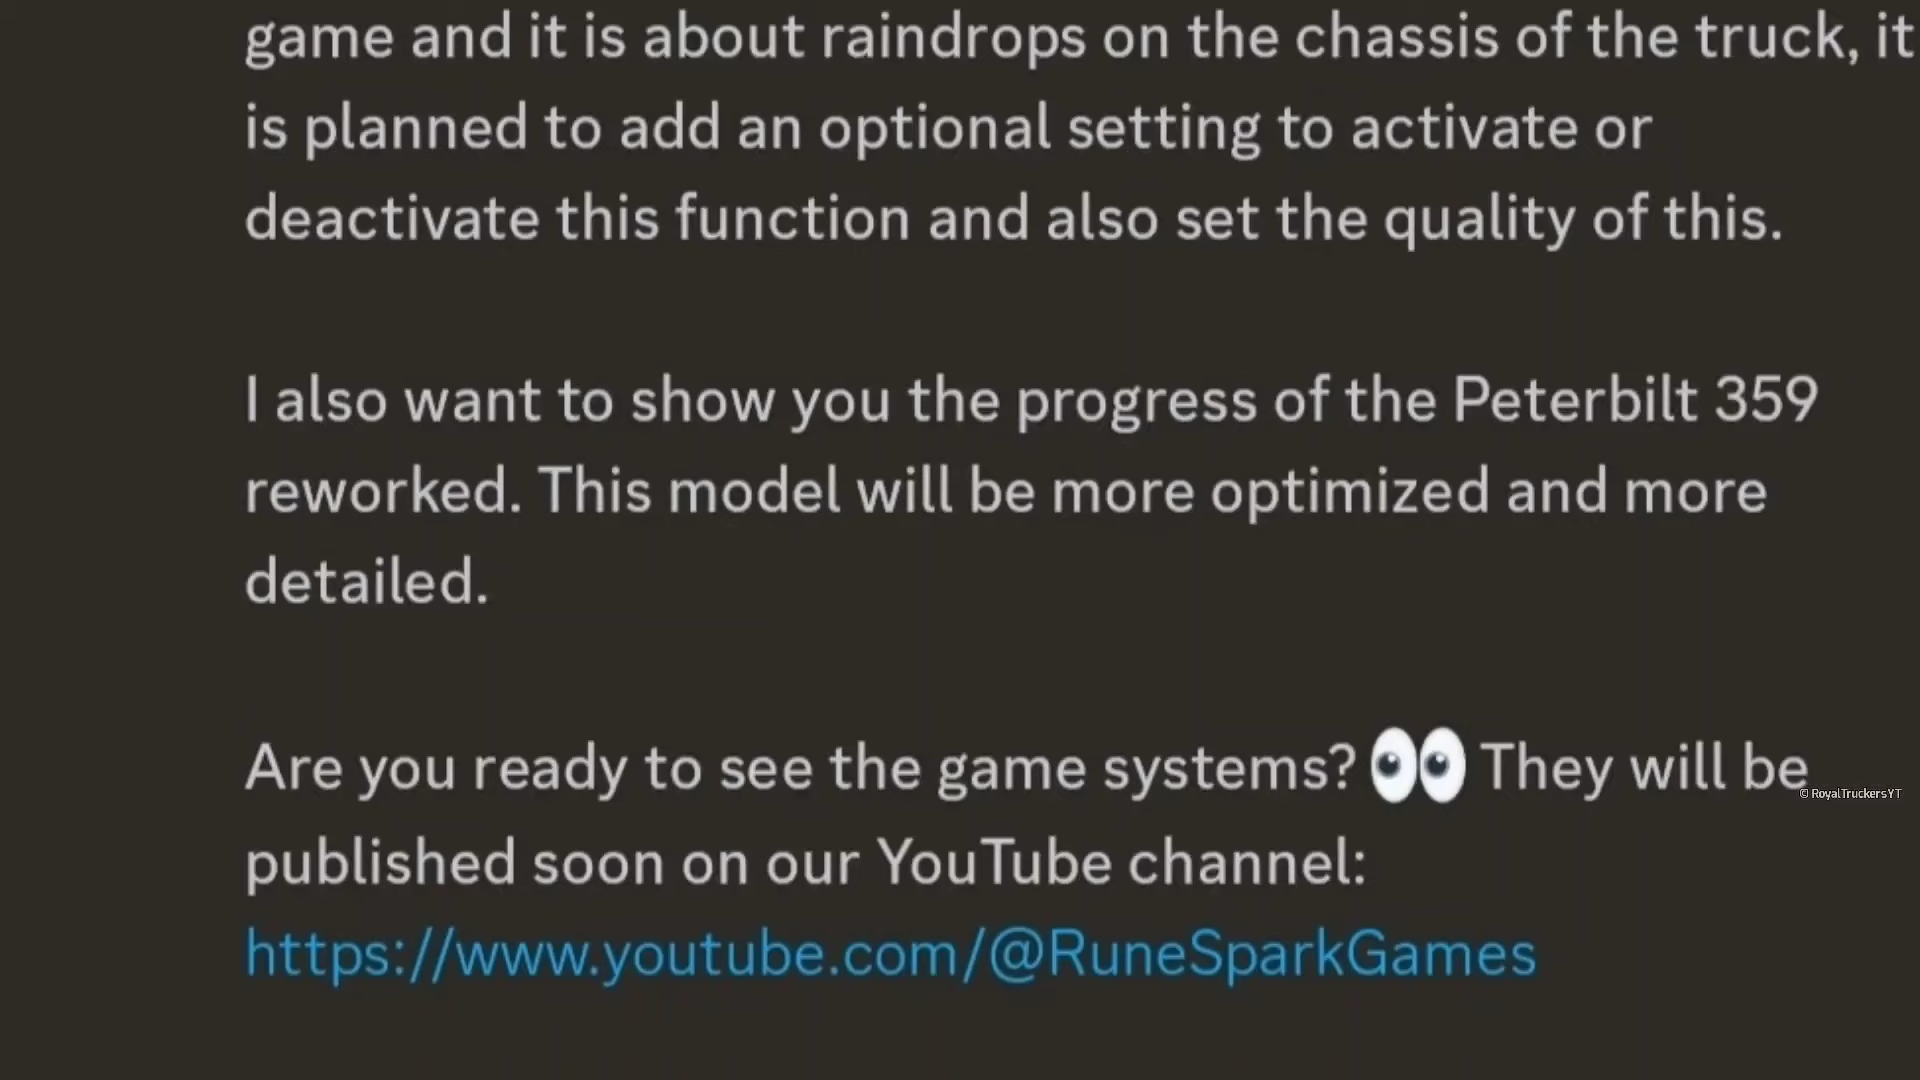 game and it is about raindrops on the chassis of the truck, it
is planned to add an optional setting to activate or
deactivate this function and also set the quality of this.
I also want to show you the progress of the Peterbilt 359
reworked. This model will be more optimized and more
detailed.
Are you ready to see the game systems? 👀 They will be
© RoyalTruckersYT
published soon on our YouTube channel:
https://www.youtube.com/@RuneSparkGames